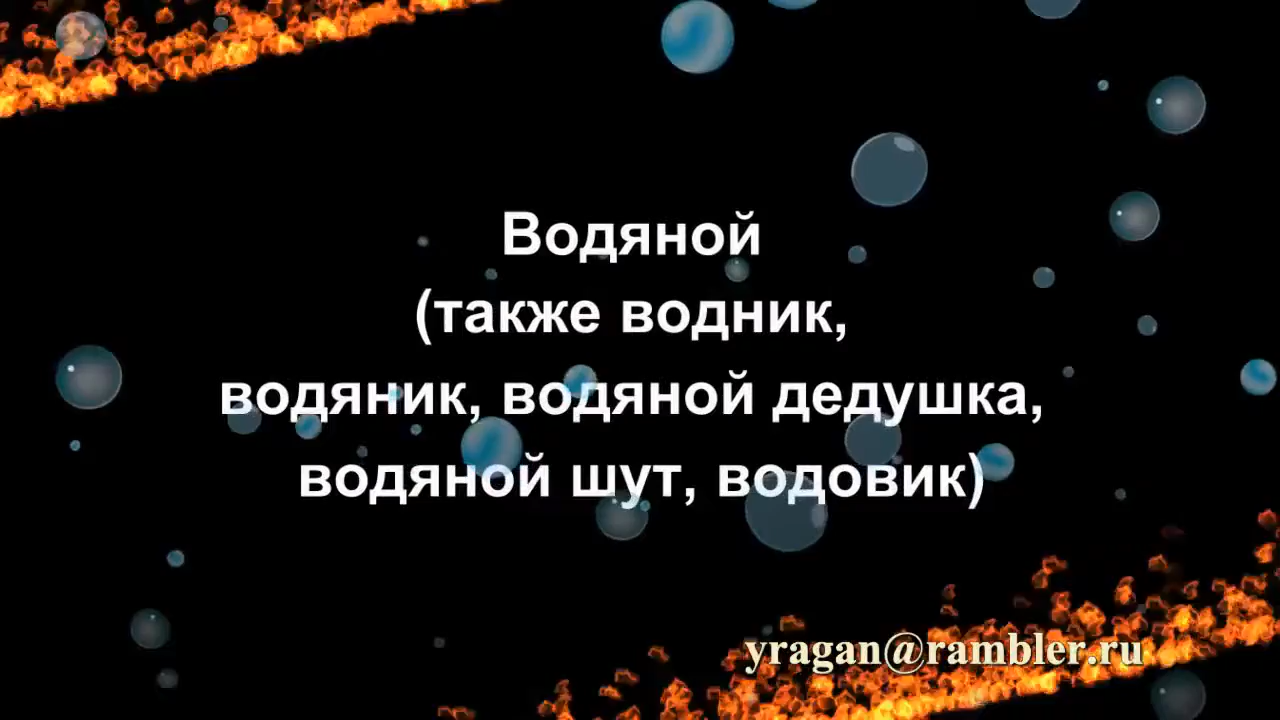 Водяной
(также водник,
водяник, водяной дедушка,
водяной шут, водовик)
yragan@rambler.ru